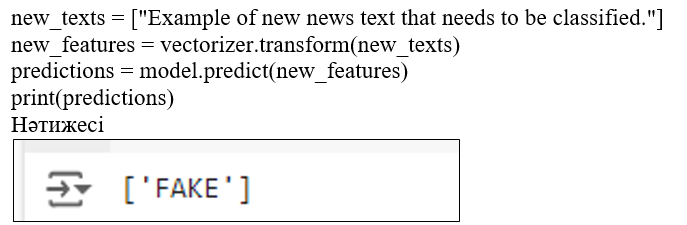 new_texts = ["Example of new news text that needs to be classified."]
new_features = vectorizer.transform(new_texts)
predictions = model.predict(new_features)
print(predictions)
Нәтижесі
['FAKE']